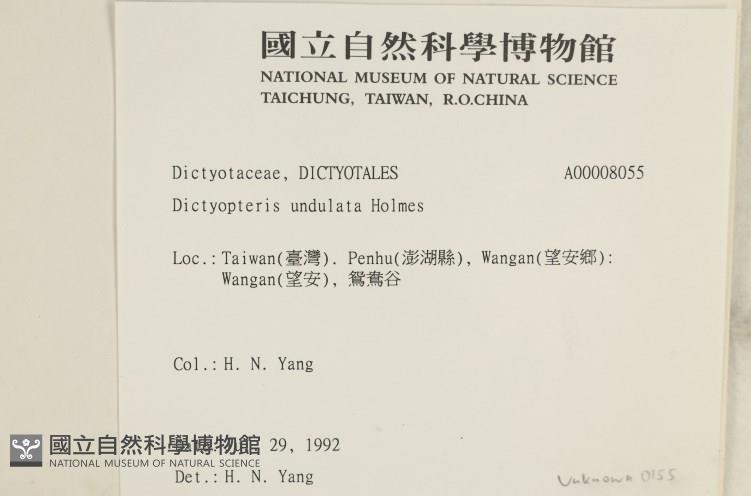 國立自然科學博物館
NATIONAL MUSEUM OF NATURAL SCIENCE
TAICHUNG, TAIWAN, R.O.CHINA
Dictyotaceae, DICTYOTALES A00008055
Dictyopteris undulata Holmes
Loc.: Taiwan(臺灣). Penhu(澎湖縣), Wangan(望安鄉):
Wangan(望安), 鴛鴦谷
Col.: H. N. Yang
29, 1992
國立自然科學博物館
NATIONAL MUSEUM OF NATURAL SCIENCE
Det.: H. N. Yang
Unknown 0155